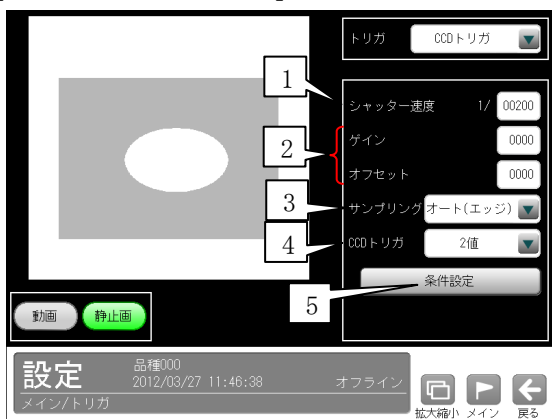 トリガ CCDトリガ
1
シャッター速度 1/ 00200
2
ゲイン 0000
オフセット 0000
3
サンプリング オート(エッジ)
4
CCDトリガ 2値
5
条件設定
動画 静止画
設定 品種000
2012/03/27 11:46:38 オフライン
メイン/トリガ
拡大縮小 メイン 戻る